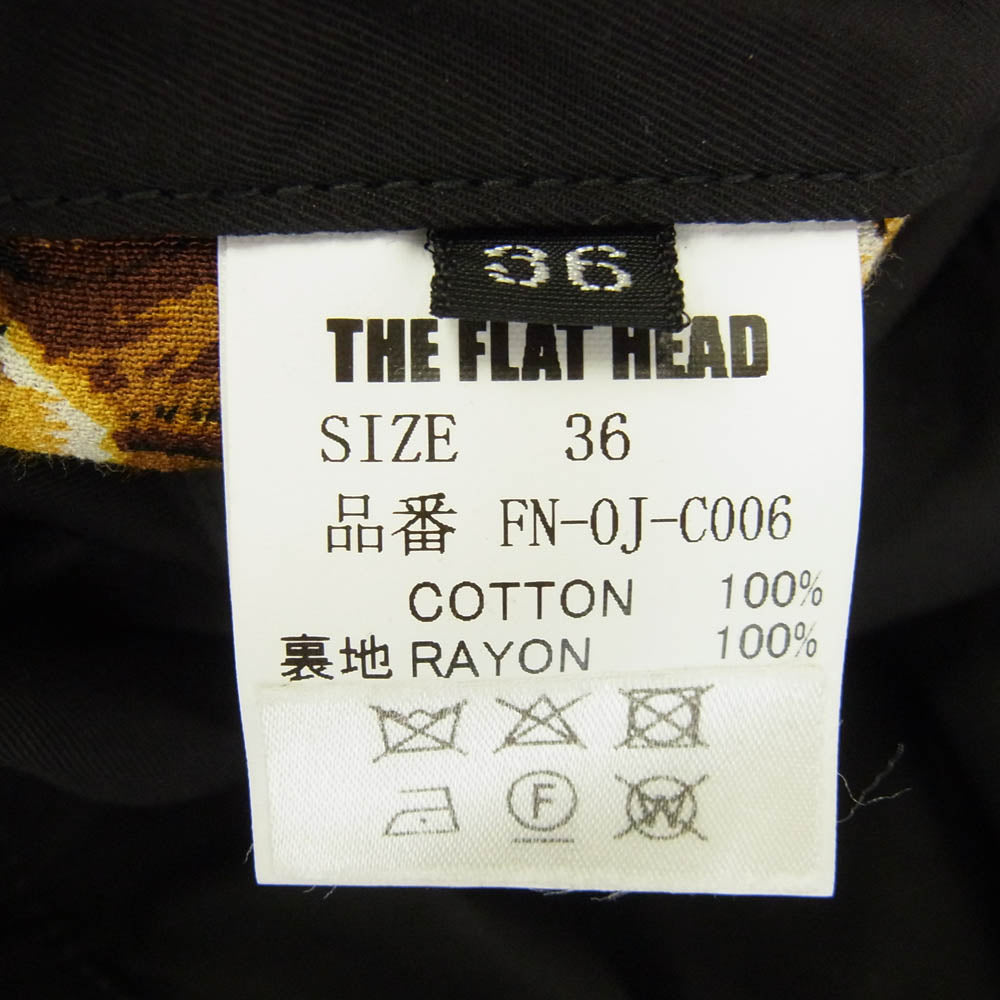 36
THE FLAT HEAD
SIZE 36
品番 FN-OJ-C006
COTTON 100%
裏地 RAYON 100%
F
W